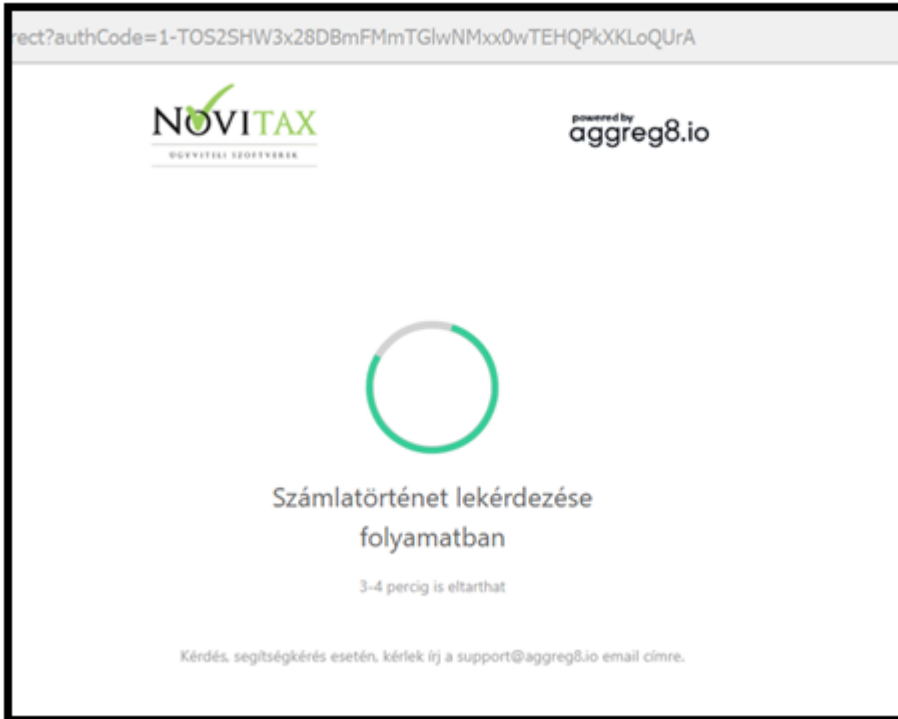 rect?authCode=1-TOS2SHW3x28DBmFMmTGlwNMxx0wTEHQPkXKLoQUrA
NOVITAX
ÜGYVITELI SZOFTVEREK
powered by
aggreg8.io
Számlatörténet lekérdezése
folyamatban
3-4 percig is eltarthat
Kérdés, segítségkérés esetén, kérlek írj a support@aggreg8.io email címre.